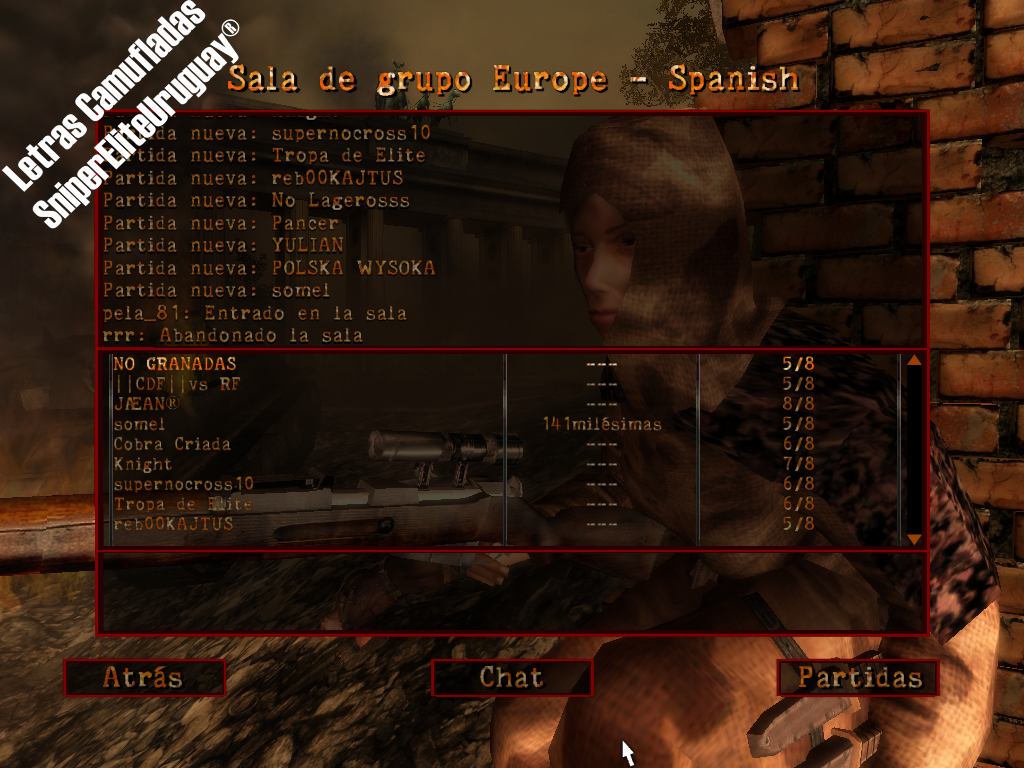 Letras Camufladas
SniperEliteUruguay®
Sala de grupo Europe - Spanish
Partida nueva: supernocross10
Partida nueva: Tropa de Elite
Partida nueva: reb00KAJTUS
Partida nueva: No Lagerosss
Partida nueva: Pancer
Partida nueva: YULIAN
Partida nueva: POLSKA WYSOKA
Partida nueva: somel
pela_81: Entrado en la sala
rrr: Abandonado la sala
NO GRANADAS --- 5/8
||CDF||vs RF --- 5/8
JÆEAN® --- 8/8
somel 141milésimas 5/8
Cobra Criada --- 6/8
Knight --- 7/8
supernocross10 --- 6/8
Tropa de Elite --- 6/8
reb00KAJTUS --- 5/8
Atrás Chat Partidas